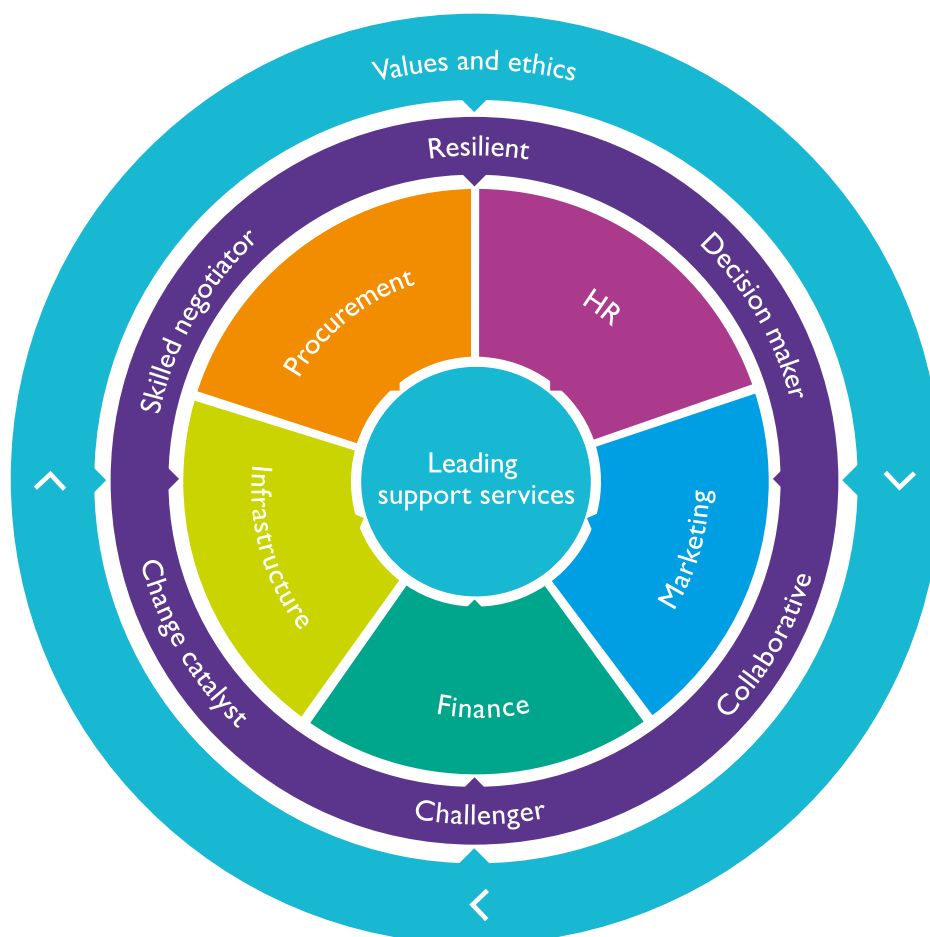 Values and ethics
Resilient
Decision maker
Collaborative
Challenger
Change catalyst
Skilled negotiator
HR
Marketing
Finance
Infrastructure
Procurement
Leading
support services